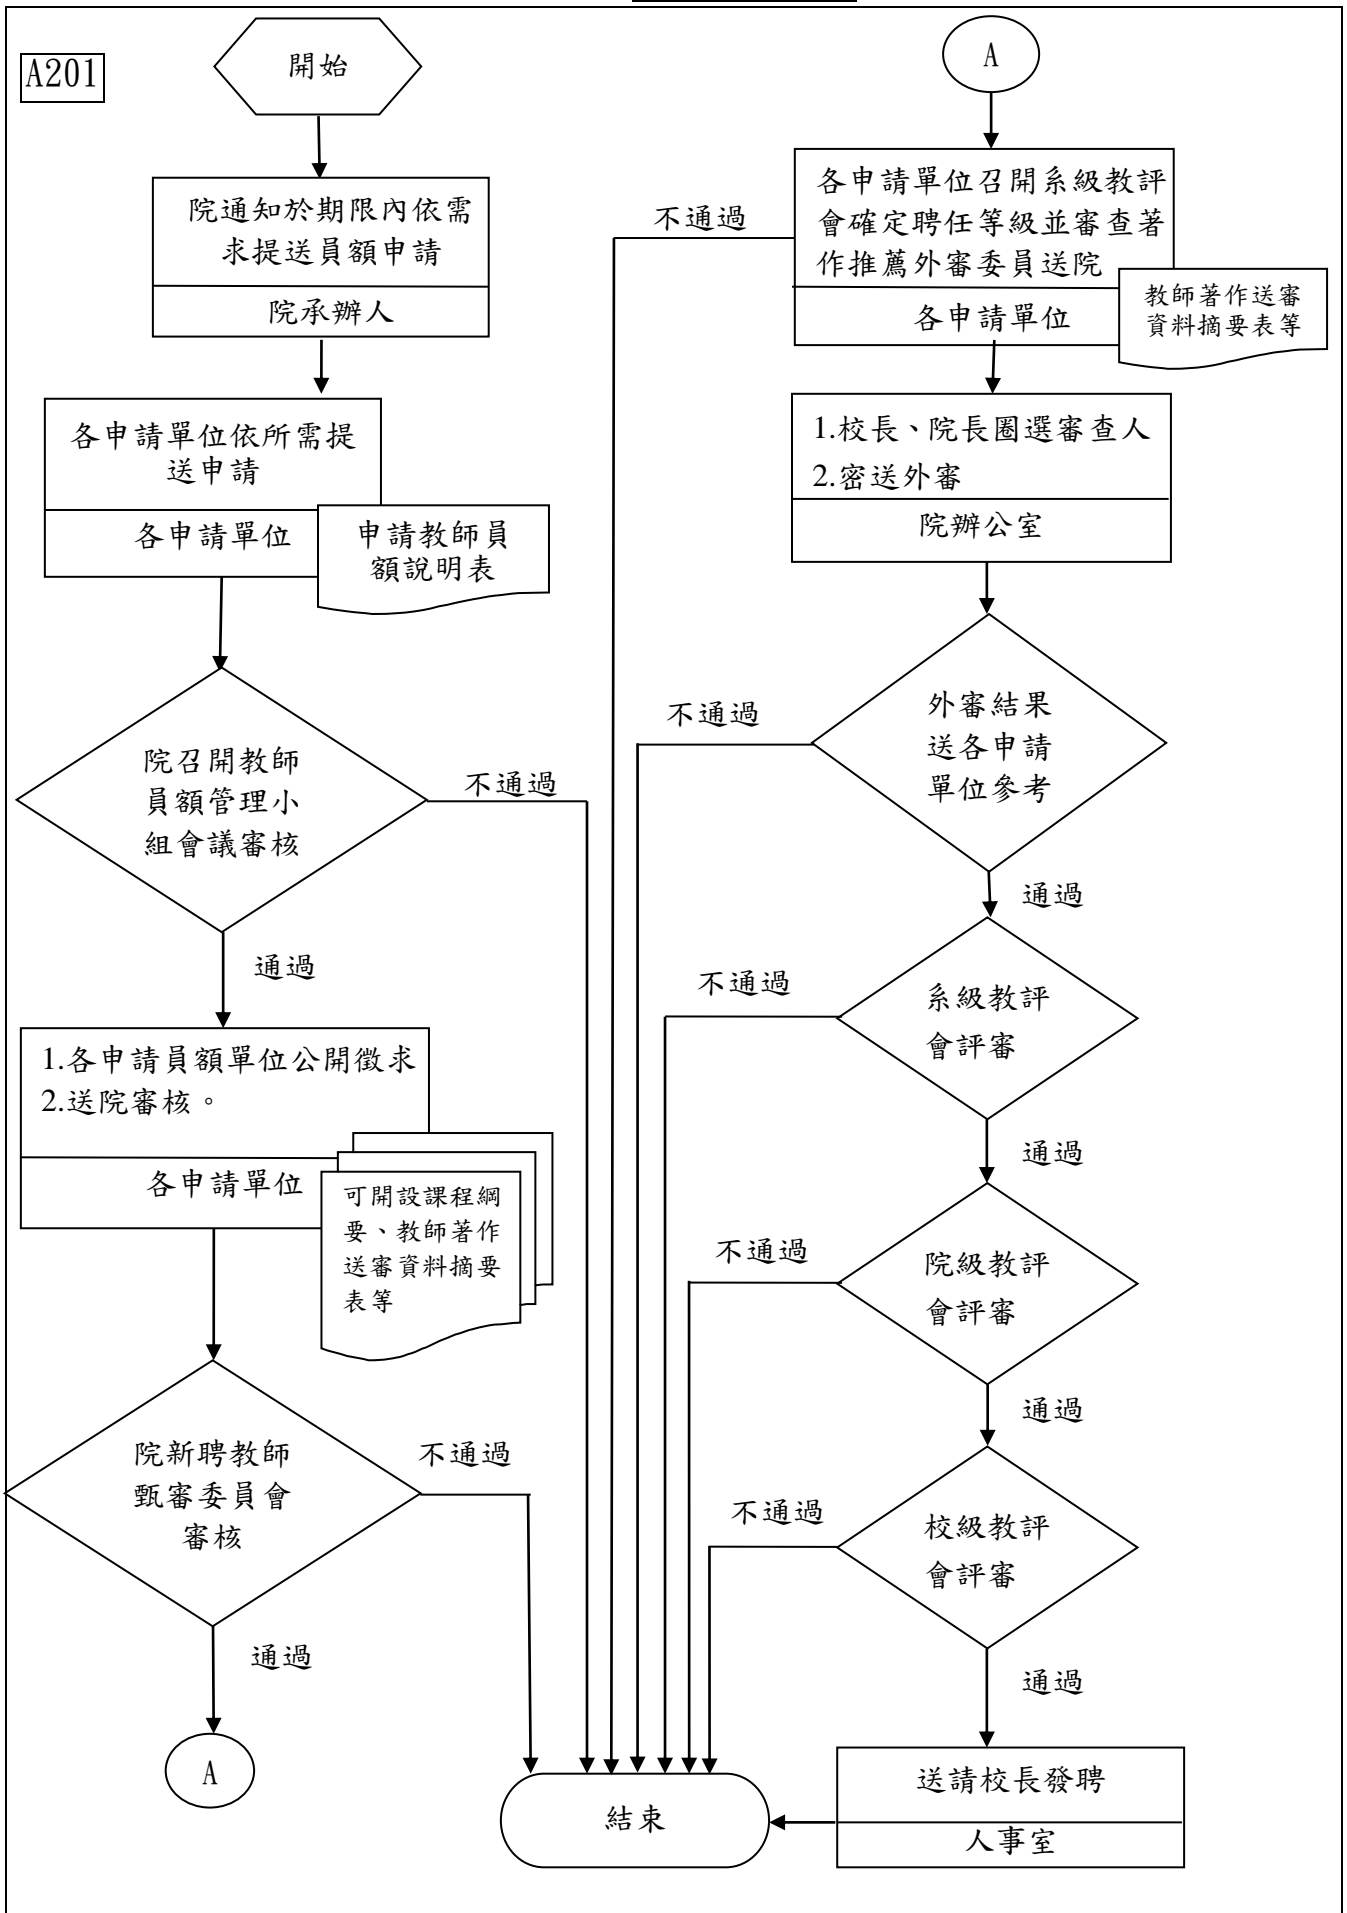 A201
開始
院通知於期限內依需
求提送員額申請
院承辦人
各申請單位依所需提
送申請
各申請單位
申請教師員
額說明表
院召開教師
員額管理小
組會議審核
不通過
通過
1.各申請員額單位公開徵求
2.送院審核。
各申請單位
可開設課程綱
要、教師著作
送審資料摘要
表等
院新聘教師
甄審委員會
審核
不通過
通過
A
A
各申請單位召開系級教評
會確定聘任等級並審查著
作推薦外審委員送院
各申請單位
教師著作送審
資料摘要表等
不通過
1.校長、院長圈選審查人
2.密送外審
院辦公室
外審結果
送各申請
單位參考
不通過
通過
系級教評
會評審
不通過
通過
院級教評
會評審
不通過
通過
校級教評
會評審
不通過
通過
送請校長發聘
人事室
結束